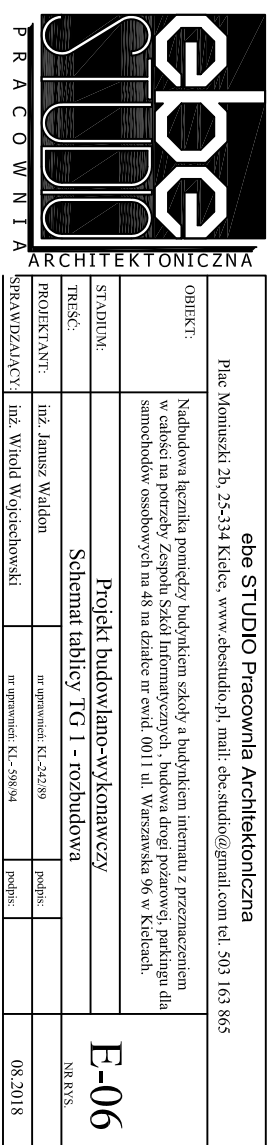 ebe
STUDIO
PRACOWNIA
ARCHITEKTONICZNA
ebe STUDIO Pracownia Architektoniczna
Plac Moniuszki 2b, 25-334 Kielce, www.ebestudio.pl, mail: ebe.studio@gmail.com tel. 503 163 865
OBIEKT:
Nadbudowa łącznika pomiędzy budynkiem szkoły a budynkiem internatu z przeznaczeniem
w całości na potrzeby Zespołu Szkół Informatycznych , budowa drogi pożarowej, parkingu dla
samochodów ossobowych na 48 na działce nr ewid. 0011 ul. Warszawska 96 w Kielcach.
STADIUM: Projekt budowlano-wykonawczy
TREŚĆ: Schemat tablicy TG 1 - rozbudowa
E-06
NR RYS.
PROJEKTANT: inż. Janusz Waldon nr uprawnień: KL-242/89 podpis:
SPRAWDZAJĄCY: inż. Witold Wojciechowski nr uprawnień: KL- 598/94 podpis: 08.2018